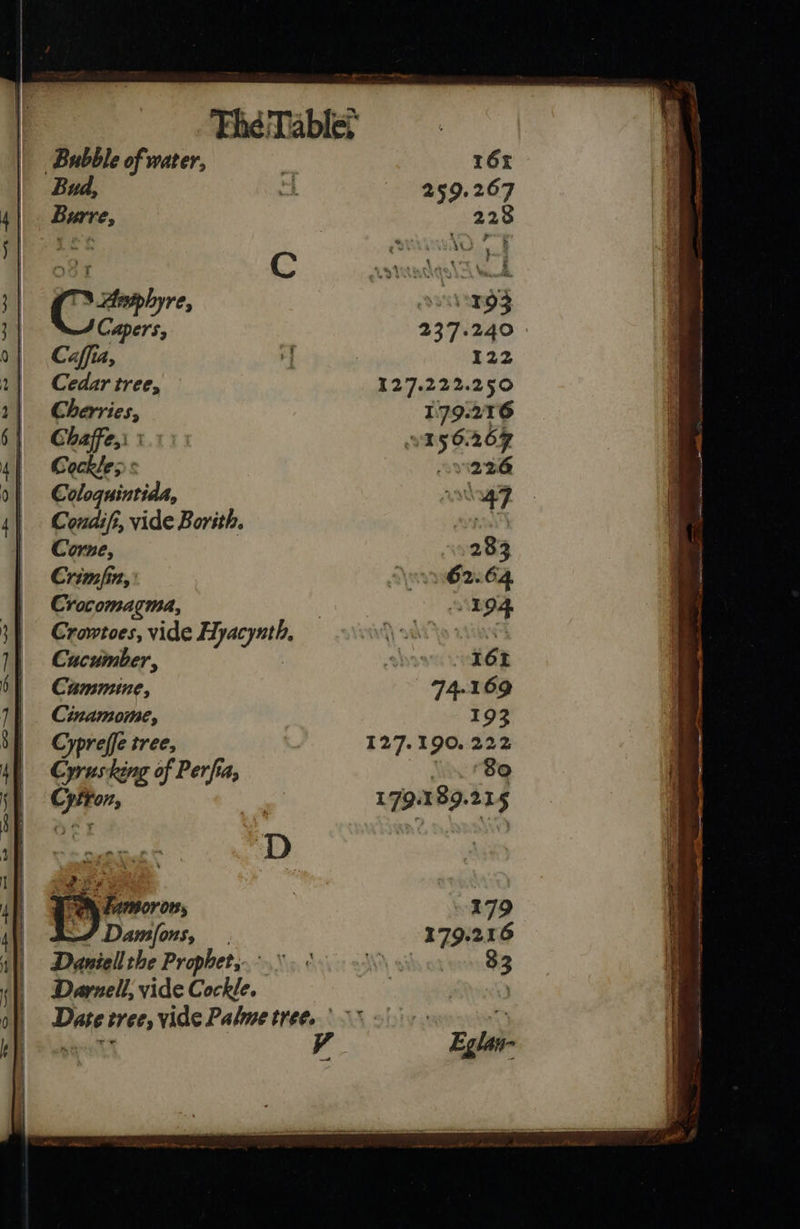 The Table.
Bubble of water, 161
Bud, 259.267
Burre, 228
C
CAmphyre, 193
Capers, 237.240
Caſſia, 122
Cedar tree, 127.222.250
Cherries, 179.216
Chaffe, 156.267
Cockle, 226
Coloquintida, 47
Condiſi, vide Borith.
Corne, 283
Crimſin, 62.64
Crocomagma, 194
Crowtoes, vide Hyacynth.
Cucumber, 161
Cummine, 74.169
Cinamome, 193
Cypreſſe tree, 127.190.222
Cyrus king of Perſia, 80
Cytron, 179.189.215
D
179
Damſons, 179.216
Daniell the Prophet, 83
Darnell, vide Cockle.
Date tree, vide Palme tree.
V Eglan-